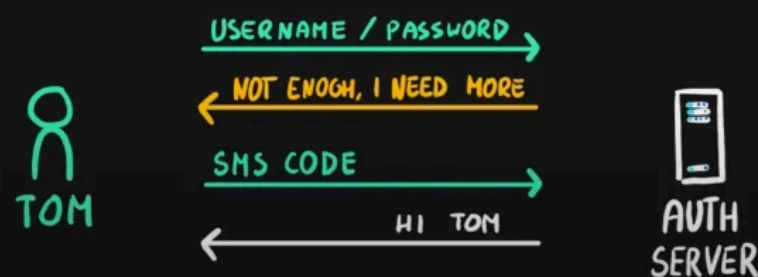 USERNAME / PASSWORD
NOT ENOGH, I NEED MORE
SMS CODE
HI TOM
TOM
AUTH
SERVER